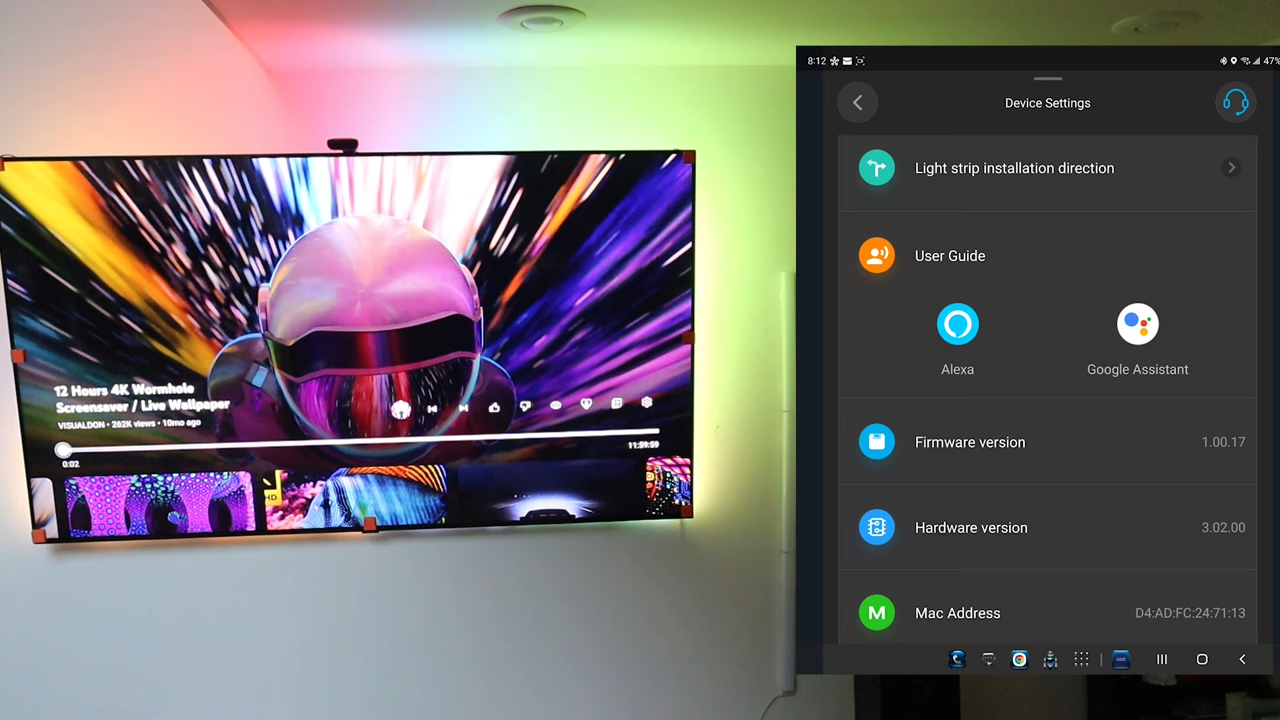 12 Hours 4K Wormhole
Screensaver / Live Wallpaper
VISUALDON • 262K views • 10mo ago
0:02
11:59:59
HD
8:12
47%
Device Settings
Light strip installation direction
User Guide
Alexa
Google Assistant
Firmware version
1.00.17
Hardware version
3.02.00
M
Mac Address
D4:AD:FC:24:71:13